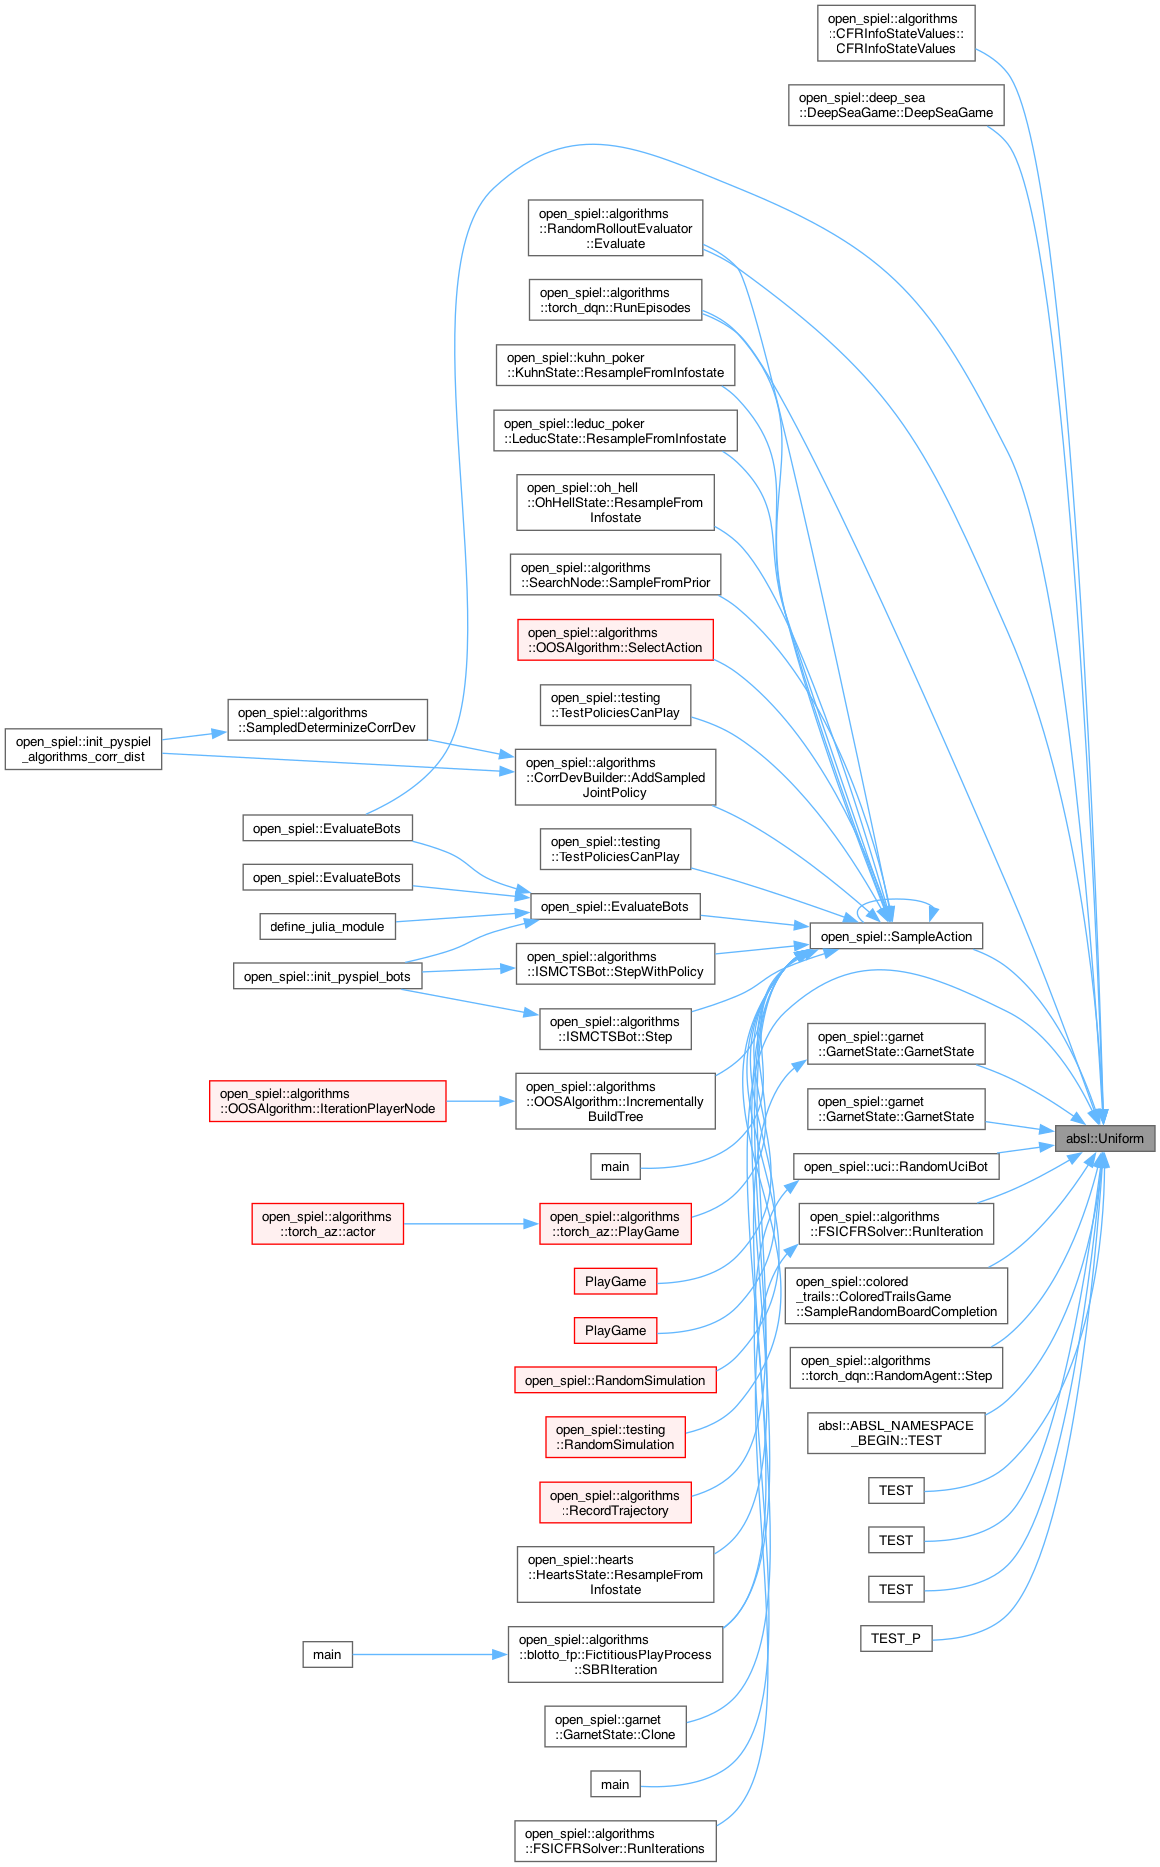 open_spiel::algorithms
::CFRInfoStateValues::
CFRInfoStateValues
open_spiel::deep_sea
::DeepSeaGame::DeepSeaGame
open_spiel::algorithms
::RandomRolloutEvaluator
::Evaluate
open_spiel::algorithms
::torch_dqn::RunEpisodes
open_spiel::kuhn_poker
::KuhnState::ResampleFromInfostate
open_spiel::leduc_poker
::LeducState::ResampleFromInfostate
open_spiel::oh_hell
::OhHellState::ResampleFrom
Infostate
open_spiel::algorithms
::SearchNode::SampleFromPrior
open_spiel::algorithms
::OOSAlgorithm::SelectAction
open_spiel::testing
::TestPoliciesCanPlay
open_spiel::algorithms
::SampledDeterminizeCorrDev
open_spiel::init_pyspiel
_algorithms_corr_dist
open_spiel::algorithms
::CorrDevBuilder::AddSampled
JointPolicy
open_spiel::EvaluateBots
open_spiel::testing
::TestPoliciesCanPlay
open_spiel::EvaluateBots
open_spiel::EvaluateBots
define_julia_module
open_spiel::SampleAction
open_spiel::algorithms
::ISMCTSBot::StepWithPolicy
open_spiel::init_pyspiel_bots
open_spiel::algorithms
::ISMCTSBot::Step
open_spiel::garnet
::GarnetState::GarnetState
open_spiel::algorithms
::OOSAlgorithm::IterationPlayerNode
open_spiel::algorithms
::OOSAlgorithm::Incrementally
BuildTree
open_spiel::garnet
::GarnetState::GarnetState
absl::Uniform
main
open_spiel::uci::RandomUciBot
open_spiel::algorithms
::torch_az::actor
open_spiel::algorithms
::torch_az::PlayGame
open_spiel::algorithms
::FSICFRSolver::RunIteration
PlayGame
open_spiel::colored
_trails::ColoredTrailsGame
::SampleRandomBoardCompletion
PlayGame
open_spiel::algorithms
::torch_dqn::RandomAgent::Step
open_spiel::RandomSimulation
absl::ABSL_NAMESPACE
_BEGIN::TEST
open_spiel::testing
::RandomSimulation
TEST
open_spiel::algorithms
::RecordTrajectory
TEST
open_spiel::hearts
::HeartsState::ResampleFrom
Infostate
TEST
TEST_P
main
open_spiel::algorithms
::blotto_fp::FictitiousPlayProcess
::SBRIteration
open_spiel::garnet
::GarnetState::Clone
main
open_spiel::algorithms
::FSICFRSolver::RunIterations